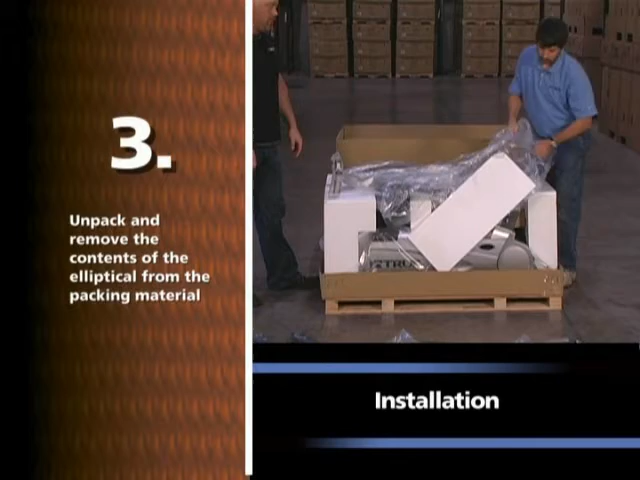 3.
Unpack and
remove the
contents of the
elliptical from the
packing material
Installation